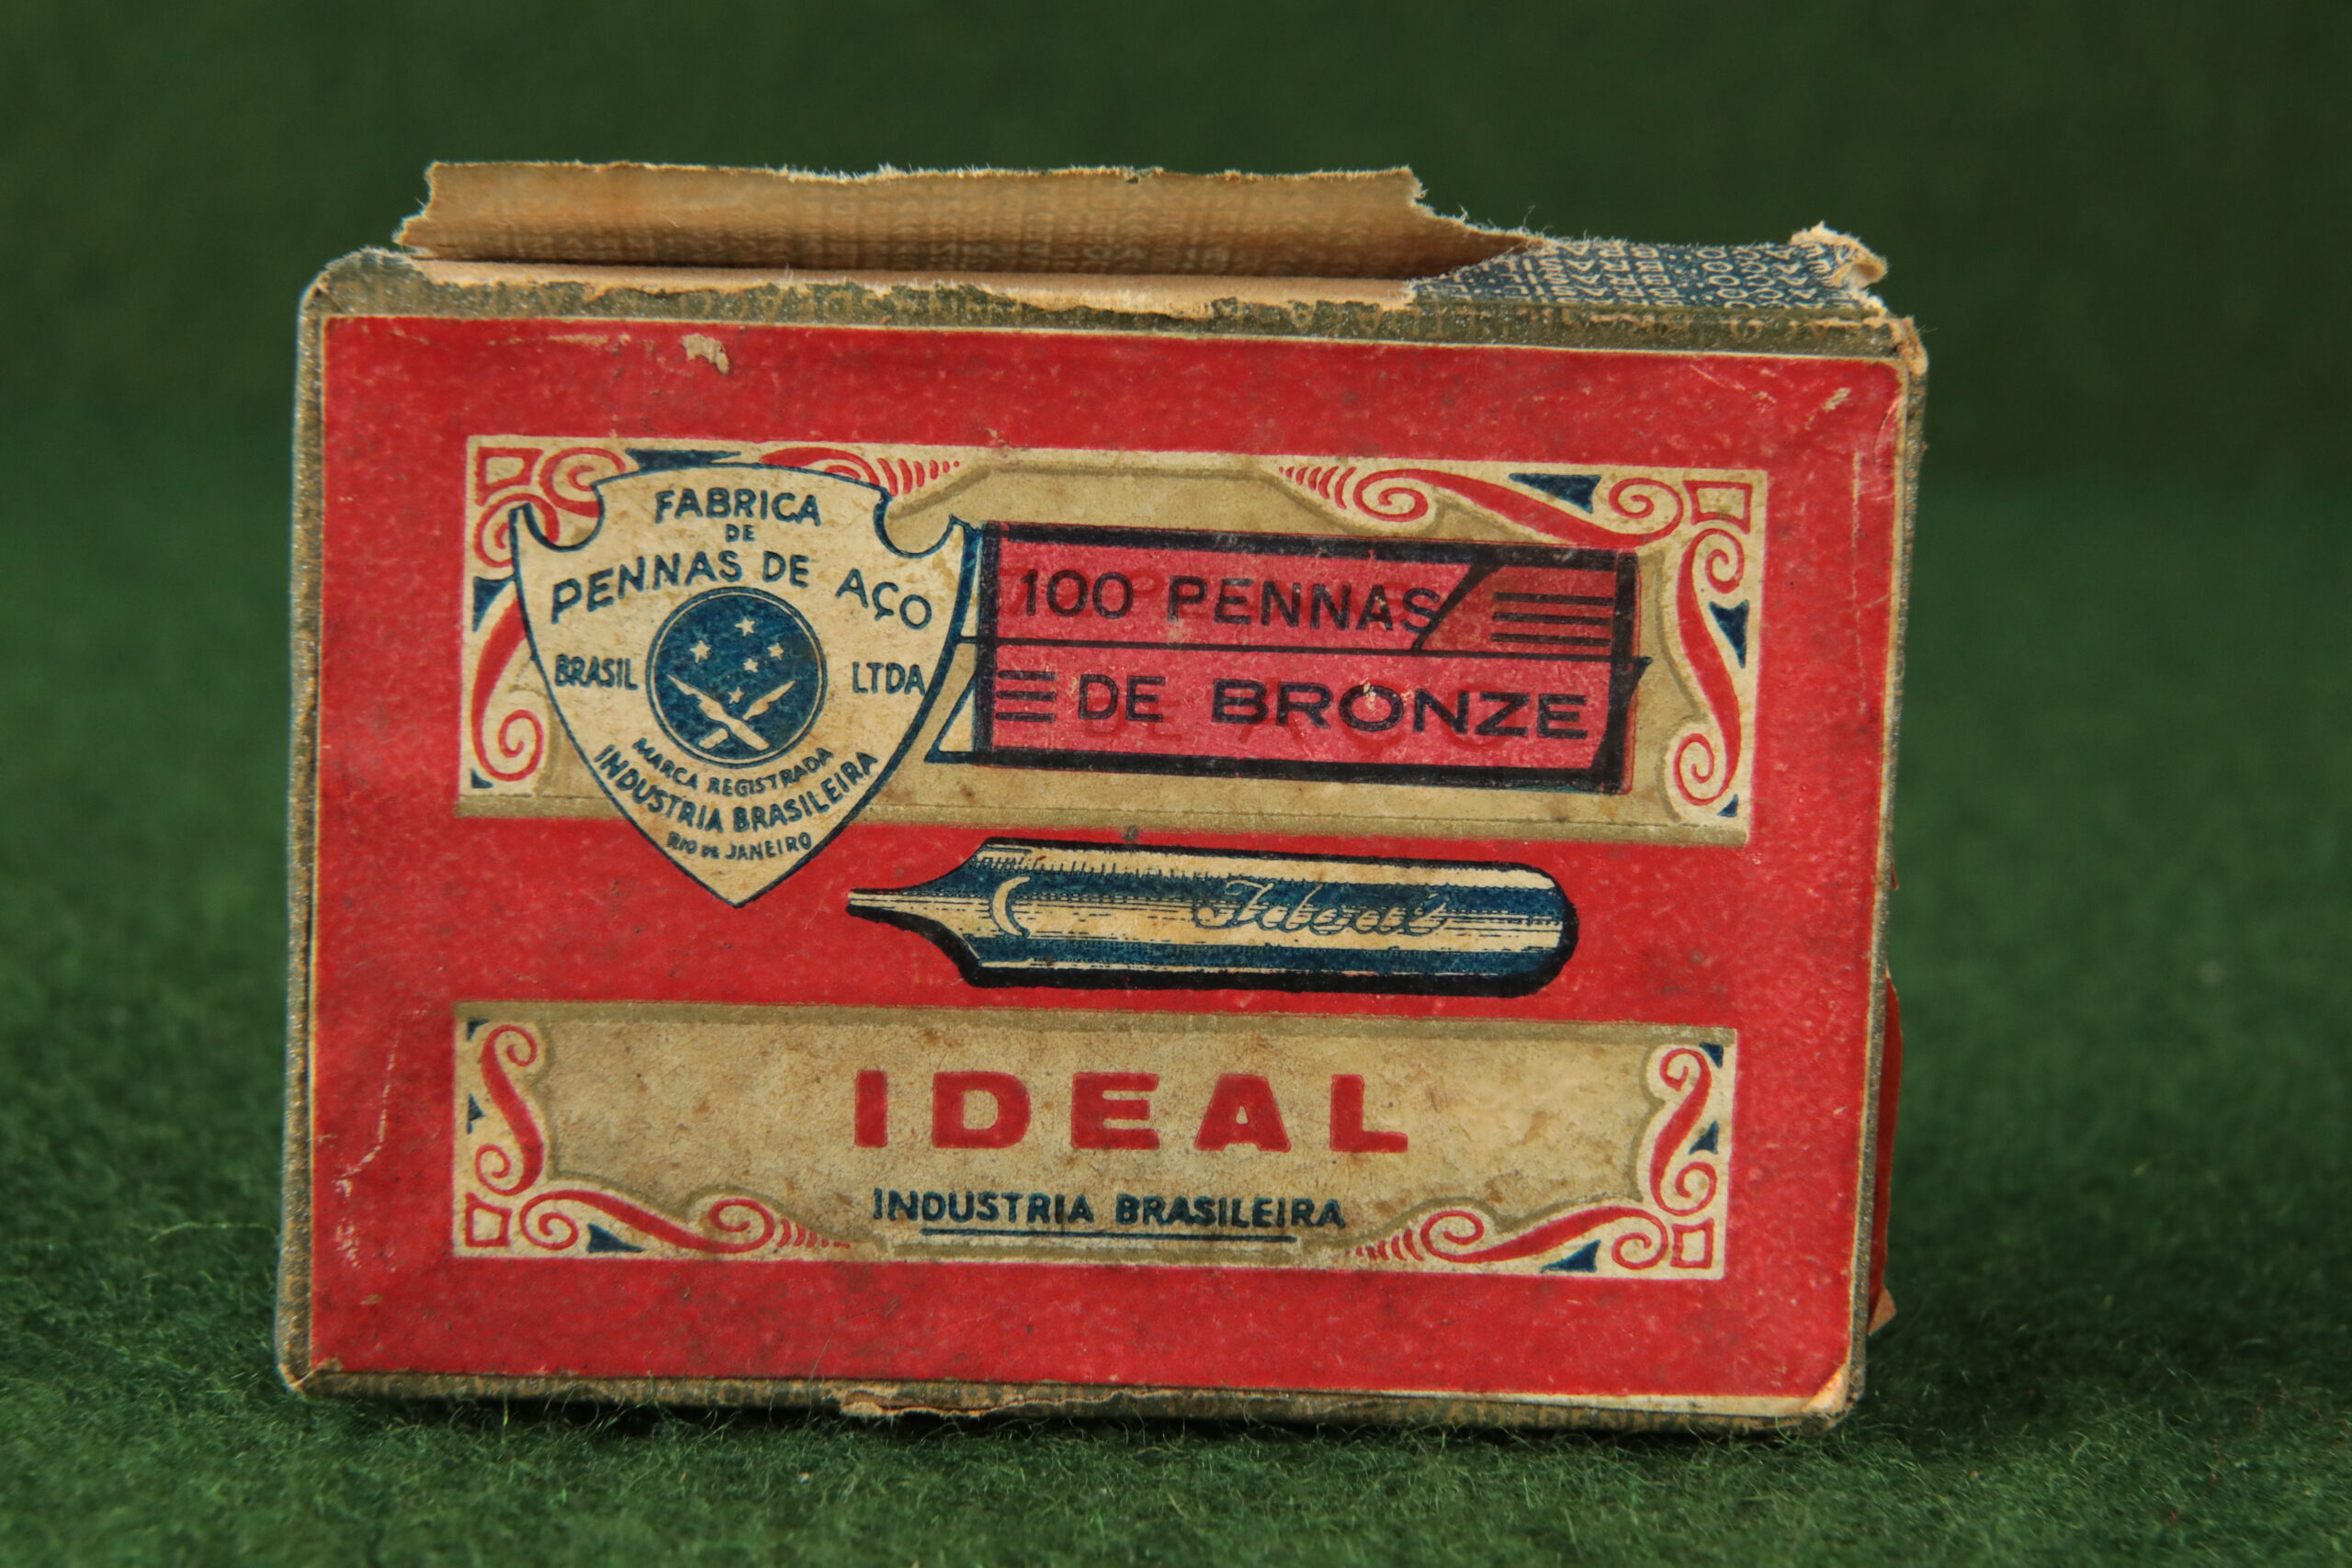 FABRICA
DE
PENNAS DE AÇO
BRASIL LTDA
MARCA REGISTRADA
INDUSTRIA BRASILEIRA
RIO DE JANEIRO
100 PENNAS
DE BRONZE
Ideal
IDEAL
INDUSTRIA BRASILEIRA